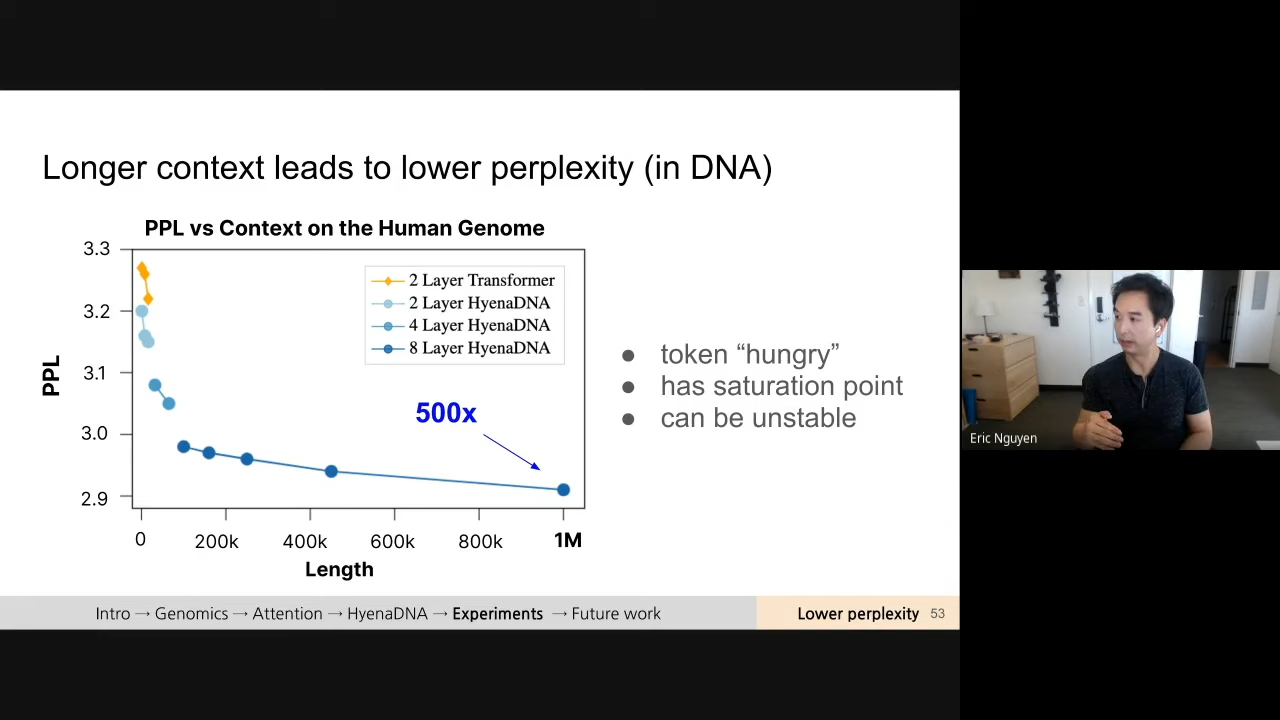 Longer context leads to lower perplexity (in DNA)
PPL vs Context on the Human Genome
3.3
3.2
3.1
3.0
2.9
PPL
2 Layer Transformer
2 Layer HyenaDNA
4 Layer HyenaDNA
8 Layer HyenaDNA
500x
0
200k
400k
600k
800k
1M
Length
● token “hungry”
● has saturation point
● can be unstable
Eric Nguyen
Intro → Genomics → Attention → HyenaDNA → Experiments → Future work
Lower perplexity 53